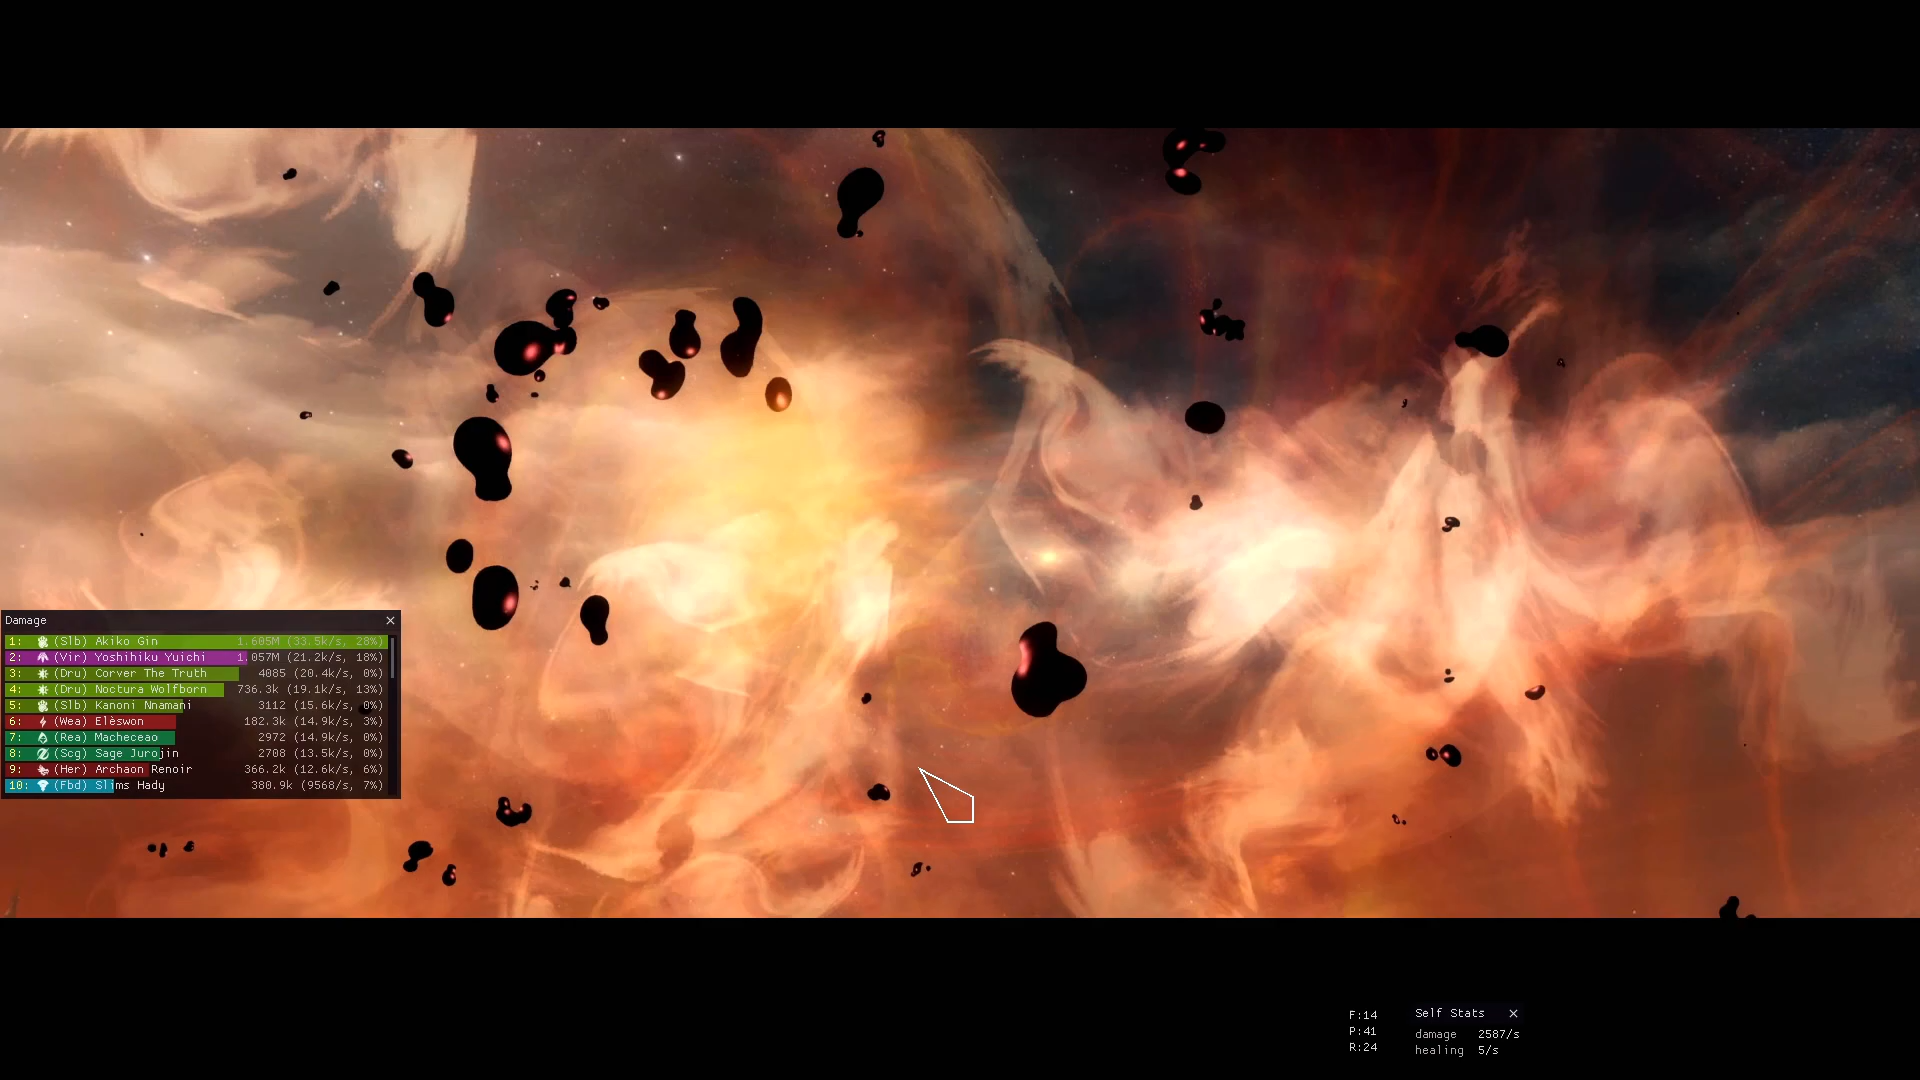 Damage
1: (Slb) Akiko Gin 1.605M (33.5k/s, 28%)
2: (Vir) Yoshihiku Yuichi 1.057M (21.2k/s, 18%)
3: (Dru) Corver The Truth 4085 (20.4k/s, 0%)
4: (Dru) Noctura Wolfborn 736.3k (19.1k/s, 13%)
5: (Slb) Kanoni Nnamani 3112 (15.6k/s, 0%)
6: (Wea) Elèswon 182.3k (14.9k/s, 3%)
7: (Rea) Macheceao 2972 (14.9k/s, 0%)
8: (Scg) Sage Jurojin 2708 (13.5k/s, 0%)
9: (Her) Archaon Renoir 366.2k (12.6k/s, 6%)
10: (Fbd) Slims Hady 380.9k (9568/s, 7%)
F:14
P:41
R:24
Self Stats
damage 2587/s
healing 5/s